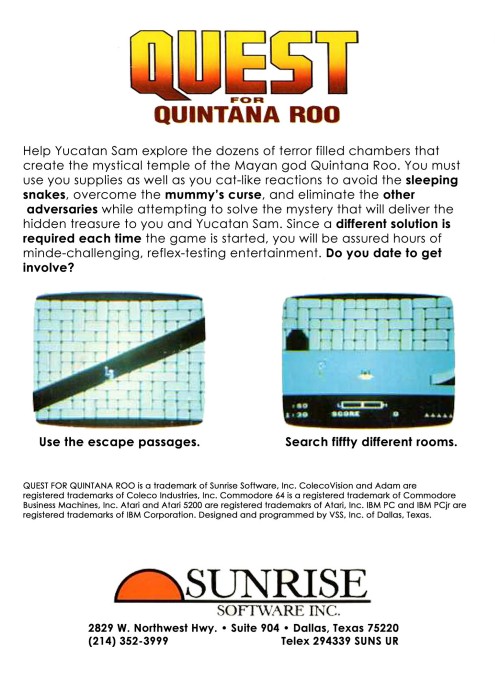 QUEST
FOR
QUINTANA ROO
Help Yucatan Sam explore the dozens of terror filled chambers that
create the mystical temple of the Mayan god Quintana Roo. You must
use you supplies as well as you cat-like reactions to avoid the sleeping
snakes, overcome the mummy's curse, and eliminate the other
adversaries while attempting to solve the mystery that will deliver the
hidden treasure to you and Yucatan Sam. Since a different solution is
required each time the game is started, you will be assured hours of
minde-challenging, reflex-testing entertainment. Do you date to get
involve?
:60
1:30 SCORE 0
Use the escape passages.
Search fiffty different rooms.
QUEST FOR QUINTANA ROO is a trademark of Sunrise Software, Inc. ColecoVision and Adam are
registered trademarks of Coleco Industries, Inc. Commodore 64 is a registered trademark of Commodore
Business Machines, Inc. Atari and Atari 5200 are registered trademakrs of Atari, Inc. IBM PC and IBM PCjr are
registered trademarks of IBM Corporation. Designed and programmed by VSS, Inc. of Dallas, Texas.
SUNRISE
SOFTWARE INC.
2829 W. Northwest Hwy. • Suite 904 • Dallas, Texas 75220
(214) 352-3999 Telex 294339 SUNS UR